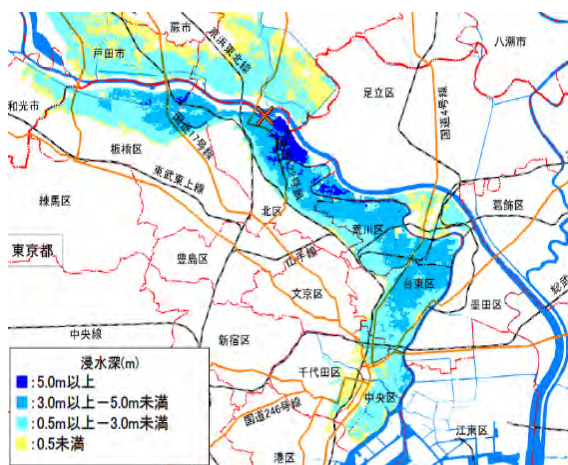 蕨市
京浜東北線
八潮市
戸田市
足立区
国道4号線
和光市
国道17号線
板橋区
東武東上線
葛飾区
練馬区
北区
荒川区
山手線
東京都
豊島区
台東区
文京区
墨田区
総武
中央線
新宿区
千代田区
浸水深(m)
:5.0m以上
:3.0m以上－5.0m未満
:0.5m以上－3.0m未満
:0.5未満
中央区
国道246号線
江東区
港区